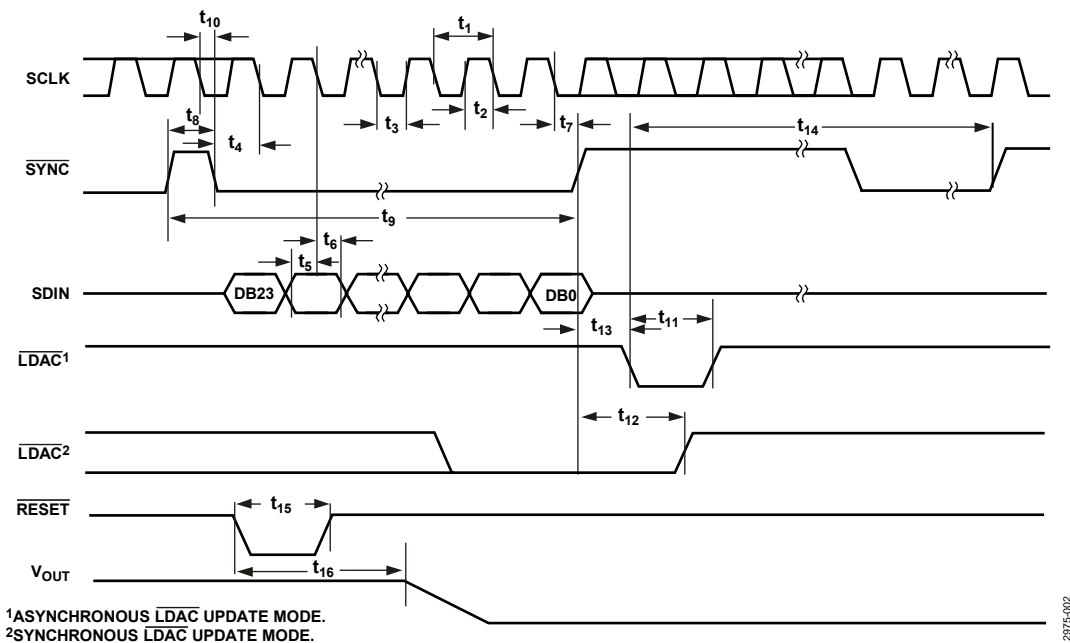 t10
t1
SCLK
t8
t4
t3
t2
t7
t14
SYNC
t9
t6
t5
SDIN
DB23
DB0
t13
t11
LDAC1
t12
LDAC2
RESET
t15
VOUT
t16
1ASYNCHRONOUS LDAC UPDATE MODE.
2SYNCHRONOUS LDAC UPDATE MODE.
2975-002